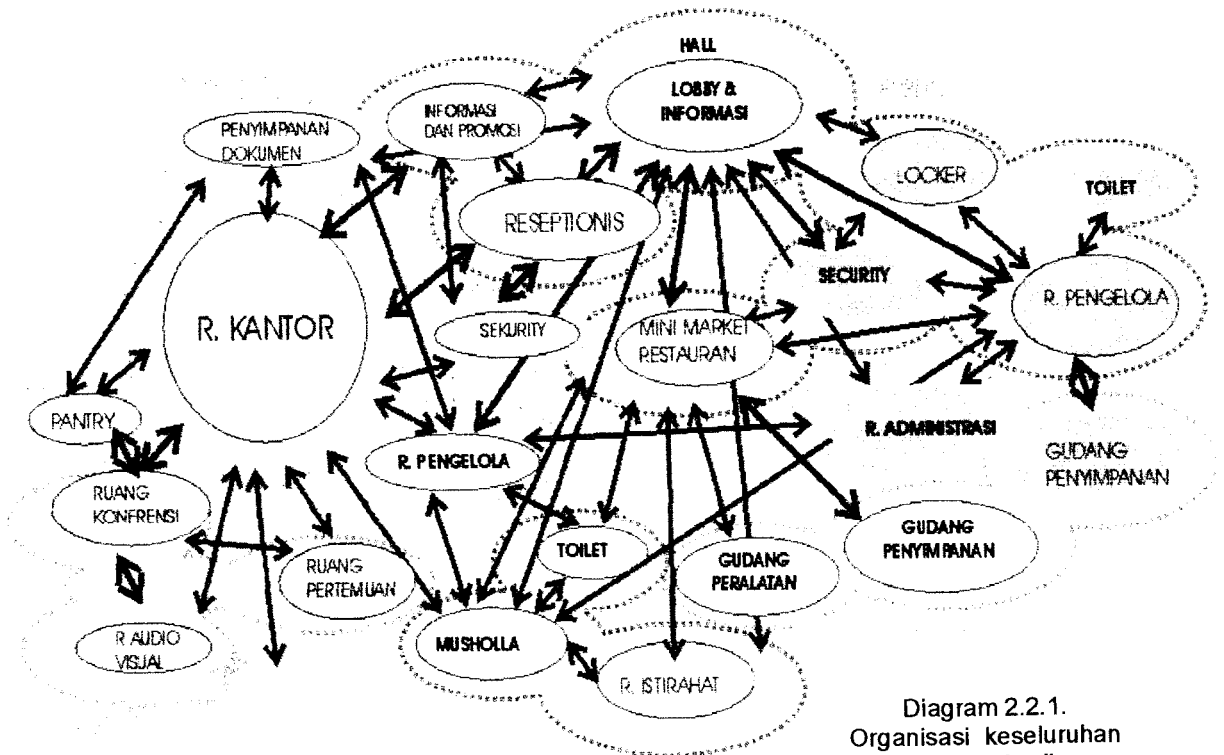 HALL
LOBBY &
INFORMASI
INFORMASI
DAN PROMOSI
PENYIMPANAN
DOKUMEN
LOCKER
TOILET
RESEPTIONIS
SECURITY
R. PENGELOLA
R. KANTOR
SEKURITY
MINI MARKET
RESTAURAN
PANTRY
R. ADMINISTRASI
GUDANG
PENYIMPANAN
R. PENGELOLA
RUANG
KONFRENSI
GUDANG
PENYIMPANAN
TOILET
GUDANG
PERALATAN
RUANG
PERTEMUAN
MUSHOLLA
R AUDIO
VISUAL
R. ISTIRAHAT
Diagram 2.2.1.
Organisasi keseluruhan